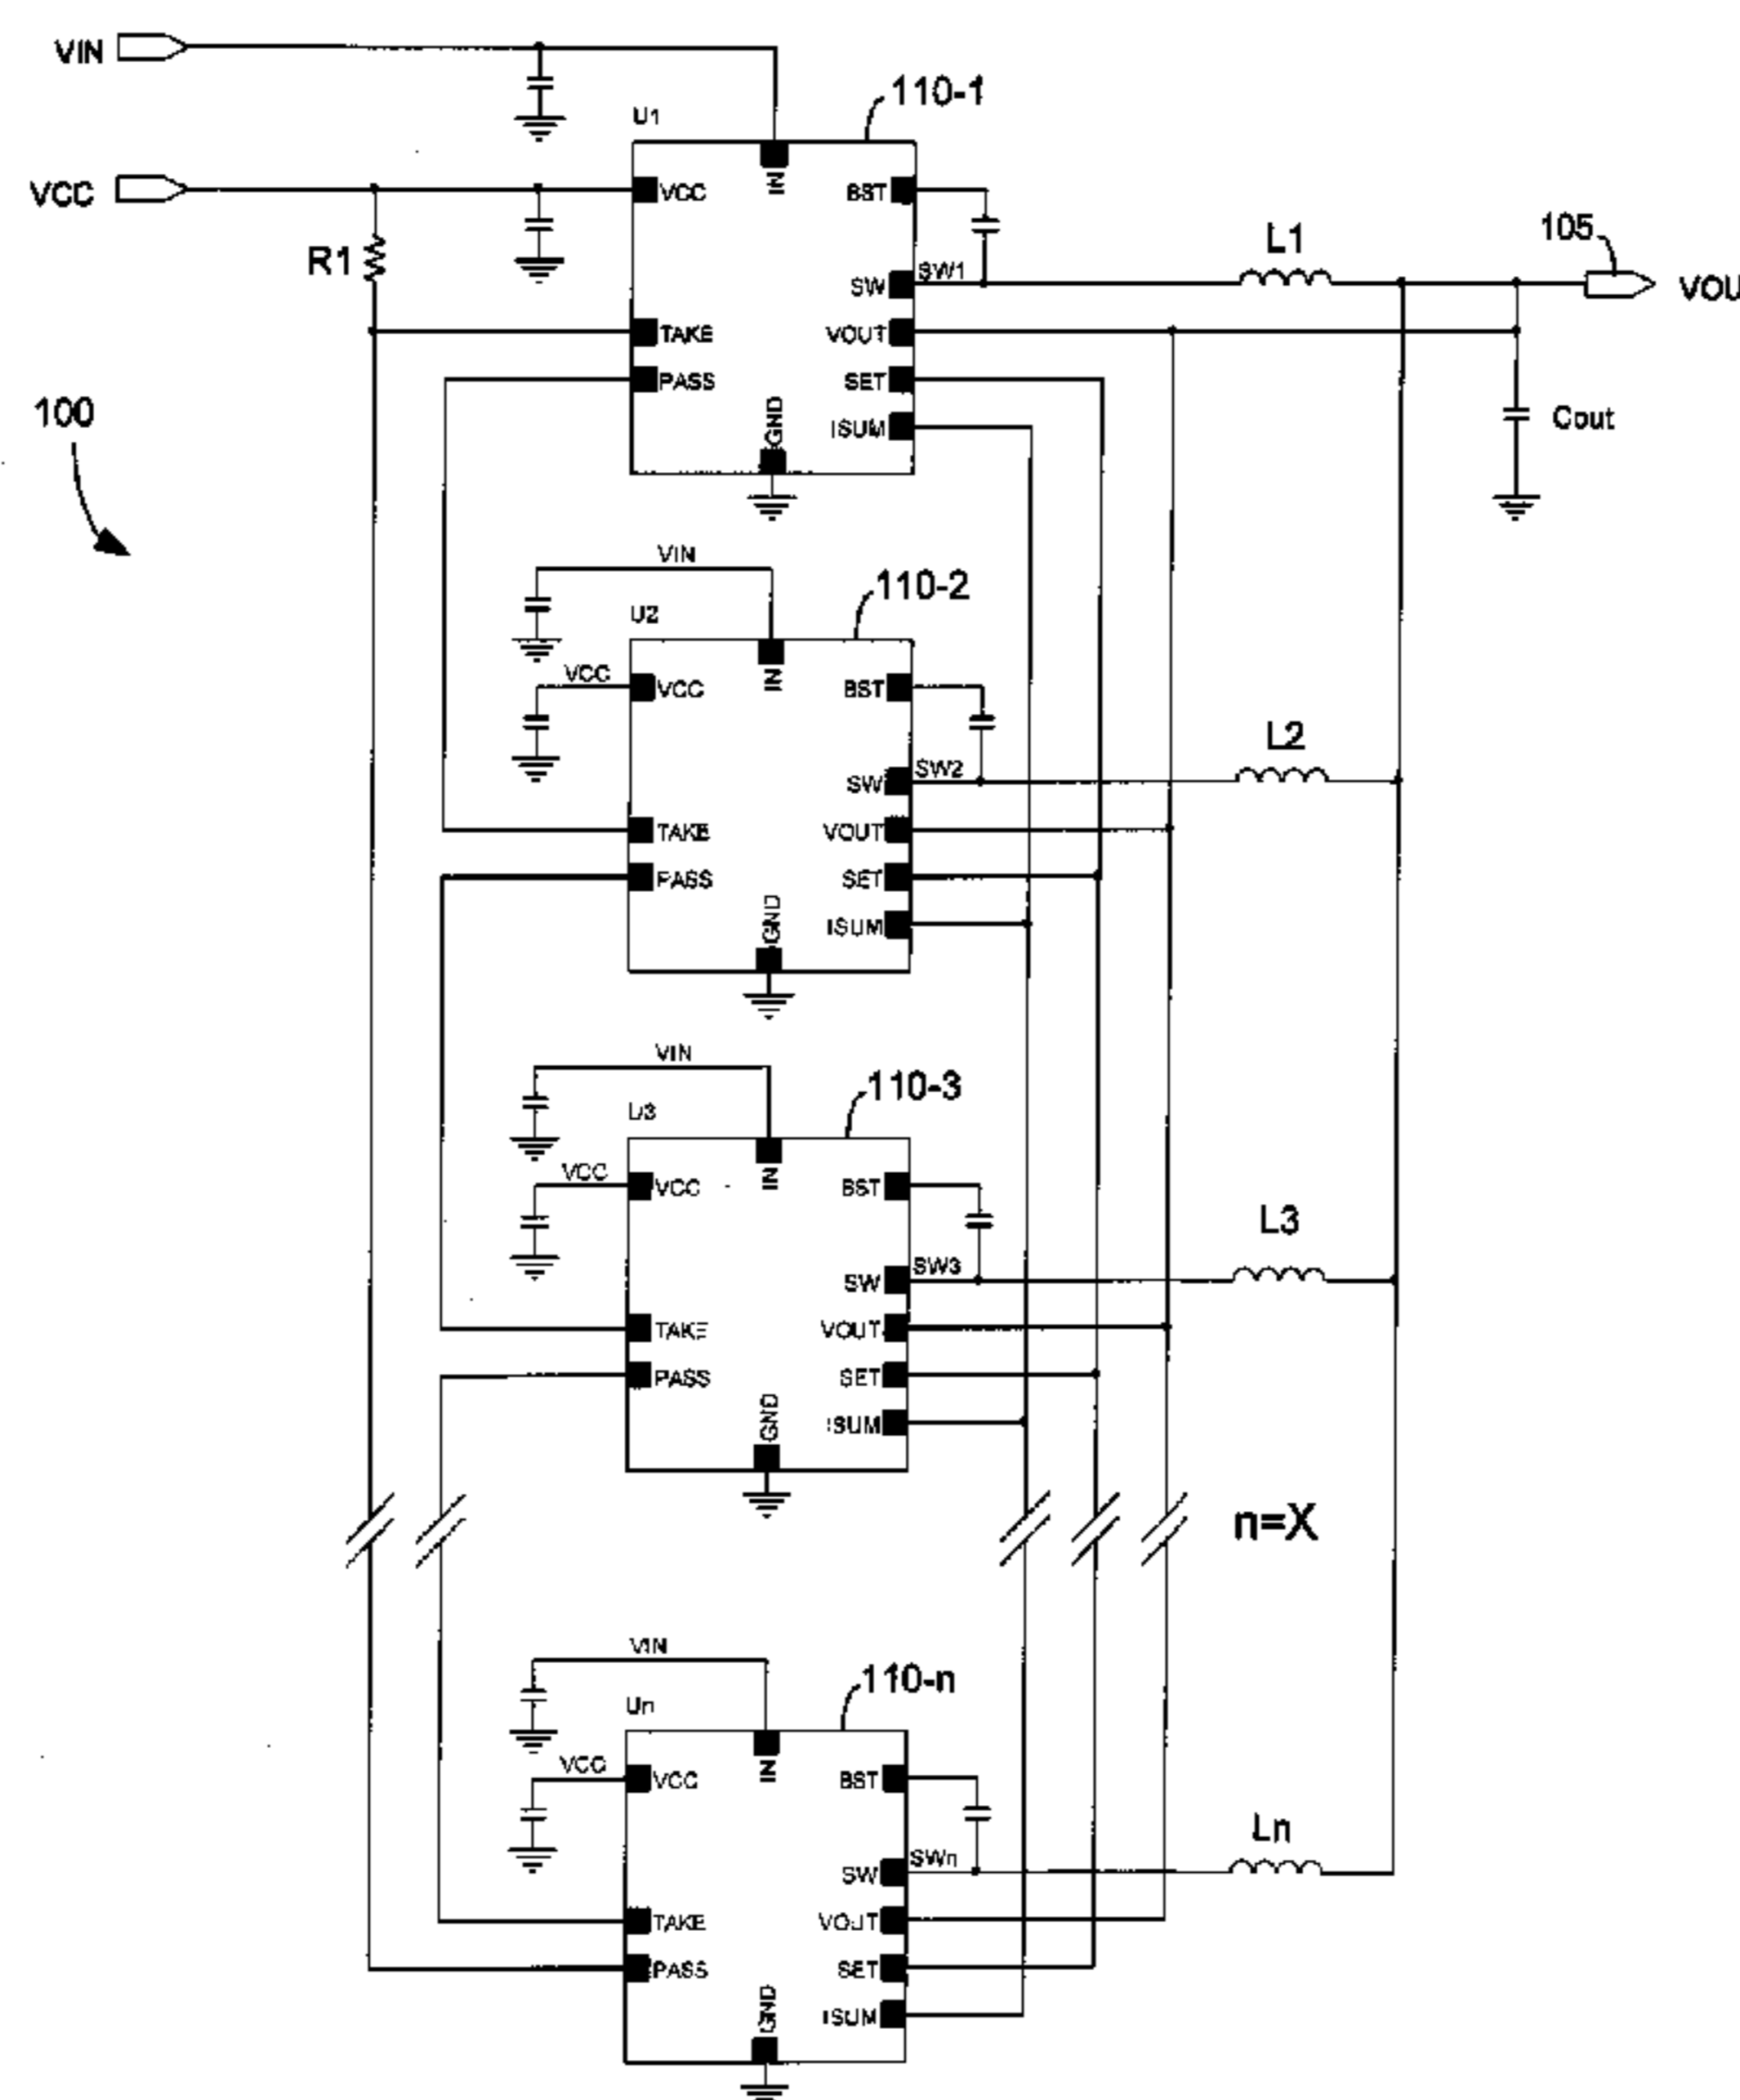 VIN
110-1
U1
VCC
VCC
IN
BST
R1
SW
SW1
L1
105
VOU
TAKE
VOUT
PASS
SET
100
GND
ISUM
Cout
VIN
110-2
U2
VCC
VCC
IN
BST
L2
SW
SW2
TAKE
VOUT
PASS
SET
GND
ISUM
VIN
110-3
U3
VCC
VCC
IN
BST
L3
SW
SW3
TAKE
VOUT
PASS
SET
GND
ISUM
n=X
VIN
110-n
Un
VCC
VCC
IN
BST
Ln
SW
SWn
TAKE
VOUT
PASS
SET
GND
ISUM